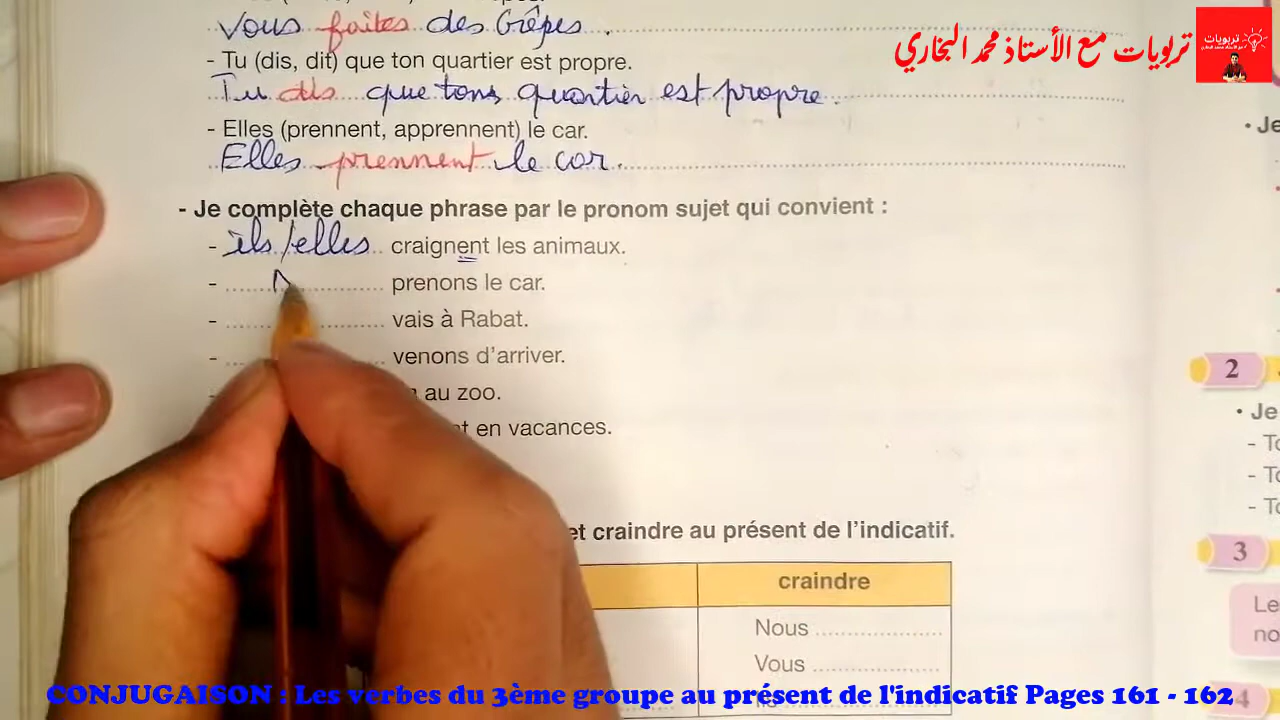 تربويات مع الأستاذ محمد البخاري
تربويات
Vous faites des Crêpes.
- Tu (dis, dit) que ton quartier est propre.
Tu dis que ton quartier est propre.
- Elles (prennent, apprennent) le car.
Elles prennent le car.
- Je complète chaque phrase par le pronom sujet qui convient :
- ils/elles craignent les animaux.
- prenons le car.
- vais à Rabat.
- venons d'arriver.
au zoo.
en vacances.
et craindre au présent de l'indicatif.
craindre
Nous
Vous
• Je
2
• Je
- To
- To
- To
3
Le
no
4
CONJUGAISON : Les verbes du 3ème groupe au présent de l'indicatif Pages 161 - 162